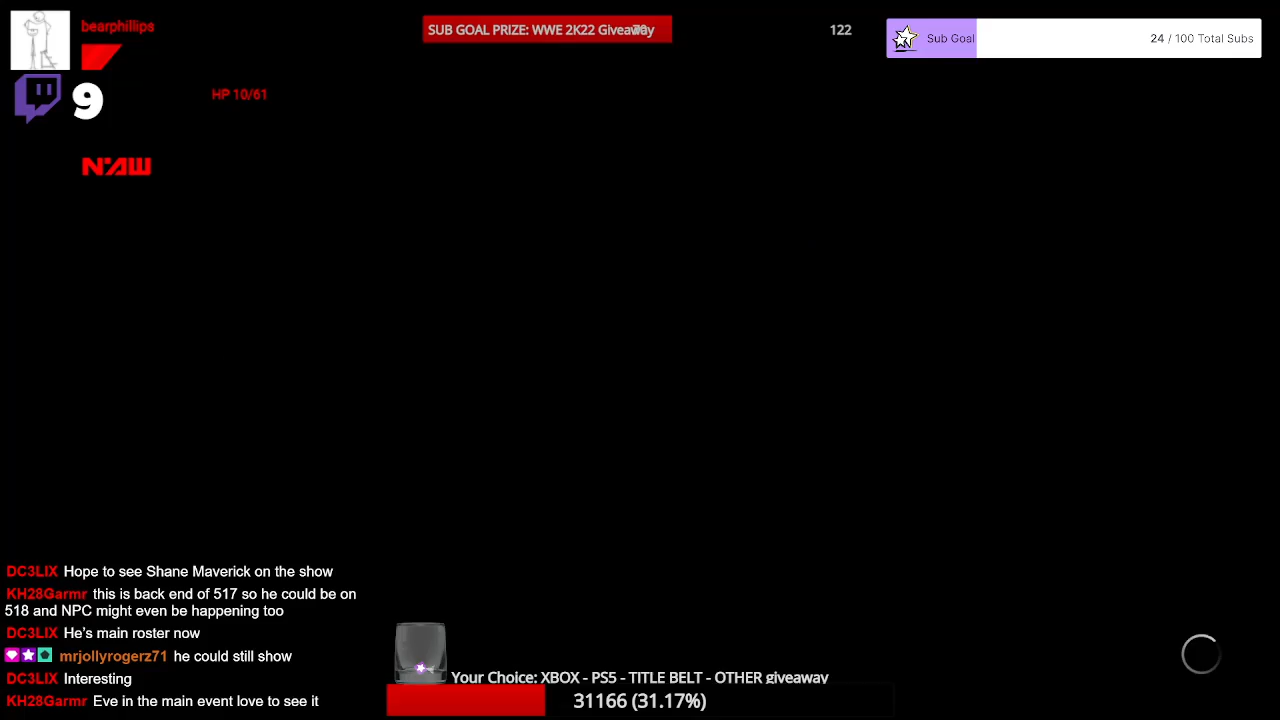 bearphillips
SUB GOAL PRIZE: WWE 2K22 Giveaway
122
Sub Goal
24 / 100 Total Subs
9
HP 10/61
NAW
DC3LIX Hope to see Shane Maverick on the show
KH28Garmr this is back end of 517 so he could be on
518 and NPC might even be happening too
DC3LIX He's main roster now
mrjollyrogerz71 he could still show
DC3LIX Interesting
KH28Garmr Eve in the main event love to see it
Your Choice: XBOX - PS5 - TITLE BELT - OTHER giveaway
31166 (31.17%)